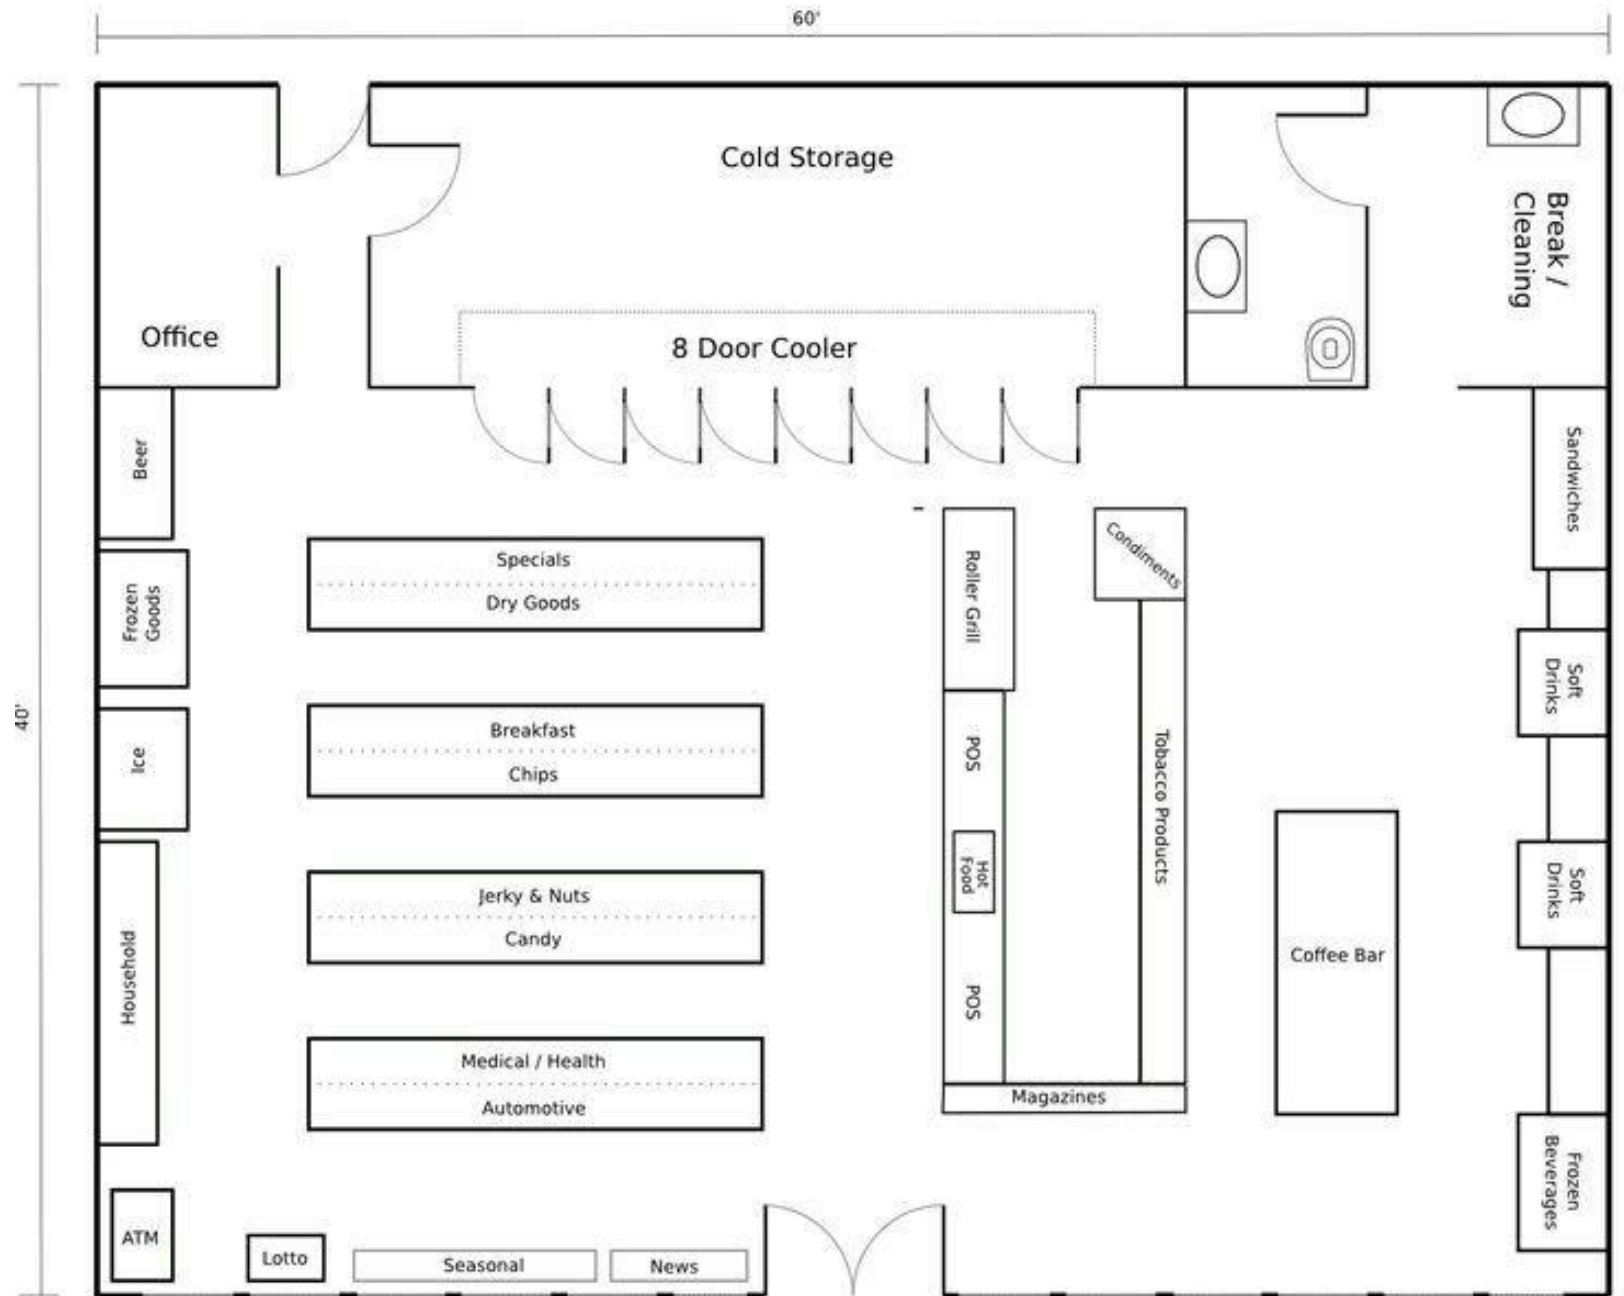 60'
40'
Cold Storage
Break /
Cleaning
Office
8 Door Cooler
Beer
Sandwiches
Specials
Dry Goods
Roller Grill
Condiments
Frozen
Goods
Soft
Drinks
Breakfast
Chips
Ice
POS
Tobacco Products
Hot
Food
Jerky & Nuts
Candy
Soft
Drinks
Household
POS
Coffee Bar
Medical / Health
Automotive
Magazines
Frozen
Beverages
ATM
Lotto
Seasonal
News